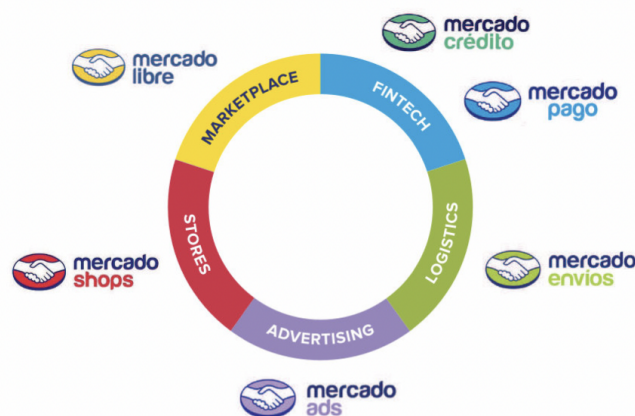 mercado
crédito
mercado
libre
MARKETPLACE
FINTECH
mercado
pago
STORES
LOGISTICS
mercado
shops
mercado
envios
ADVERTISING
mercado
ads